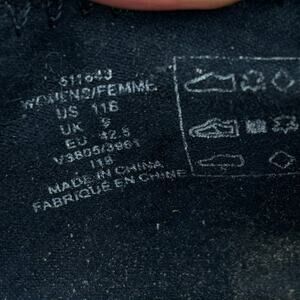 511643
WOMENS/FEMME
US 11B
UK 9
EU 42.5
V3805/3961
11B
MADE IN CHINA
FABRIQUÉ EN CHINE